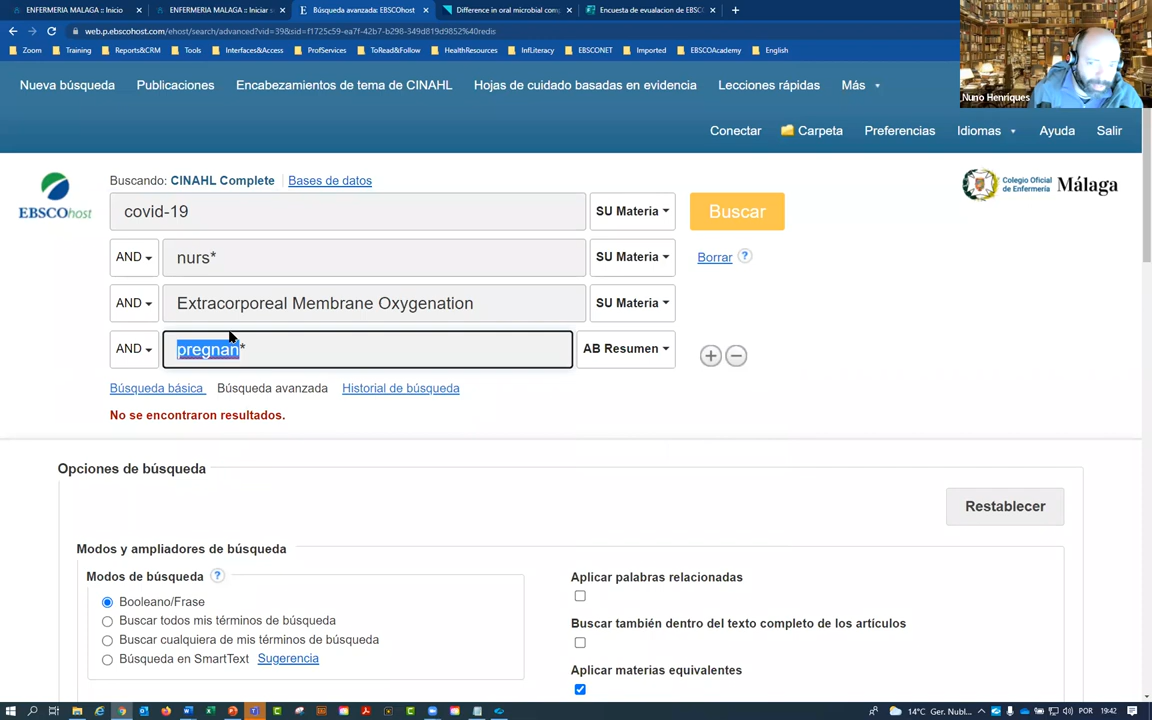 ENFERMERIA MALAGA :: Inicio
ENFERMERIA MALAGA :: Iniciar s
Búsqueda avanzada: EBSCOhost
Difference in oral microbial com
Encuesta de evualacion de EBSC
web.p.ebscohost.com/ehost/search/advanced?vid=39&sid=f1725c59-ea7f-42b7-b298-349d819d9852%40redis
Zoom
Training
Reports&CRM
Tools
Interfaces&Access
ProfServices
ToRead&Follow
HealthResources
InfLiteracy
EBSCONET
Imported
EBSCOAcademy
English
Nuno Henriques
Nueva búsqueda
Publicaciones
Encabezamientos de tema de CINAHL
Hojas de cuidado basadas en evidencia
Lecciones rápidas
Más
Conectar
Carpeta
Preferencias
Idiomas
Ayuda
Salir
EBSCOhost
Buscando: CINAHL Complete
Bases de datos
Colegio Oficial
de Enfermería
Málaga
covid-19
SU Materia
Buscar
AND
nurs*
SU Materia
Borrar
?
AND
Extracorporeal Membrane Oxygenation
SU Materia
AND
pregnan*
AB Resumen
Búsqueda básica
Búsqueda avanzada
Historial de búsqueda
No se encontraron resultados.
Opciones de búsqueda
Restablecer
Modos y ampliadores de búsqueda
Modos de búsqueda ?
Booleano/Frase
Buscar todos mis términos de búsqueda
Buscar cualquiera de mis términos de búsqueda
Búsqueda en SmartText
Sugerencia
Aplicar palabras relacionadas
Buscar también dentro del texto completo de los artículos
Aplicar materias equivalentes
14°C Ger. Nubl...
POR
19:42